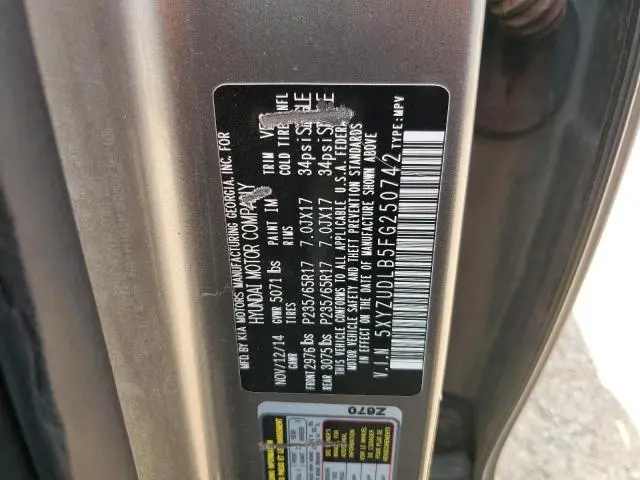 MFD BY KIA MOTORS MANUFACTURING GEORGIA, INC. FOR
HYUNDAI MOTOR COMPANY
NOV/12/14 GWR 5071 lbs PAINT IM TRIM
GWR TIRES RIMS COLD TIRE INFL
FRONT 2976 lbs P235/65R17 7.0JX17 34psi
REAR 3075 lbs P235/65R17 7.0JX17 34psi
THIS VEHICLE CONFORMS TO ALL APPLICABLE U.S.A. FEDERAL
MOTOR VEHICLE SAFETY AND THEFT PREVENTION STANDARDS
IN EFFECT ON THE DATE OF MANUFACTURE SHOWN ABOVE
V.I.N. 5XYZUDLB5FG250742 TYPE:MPV
Z670